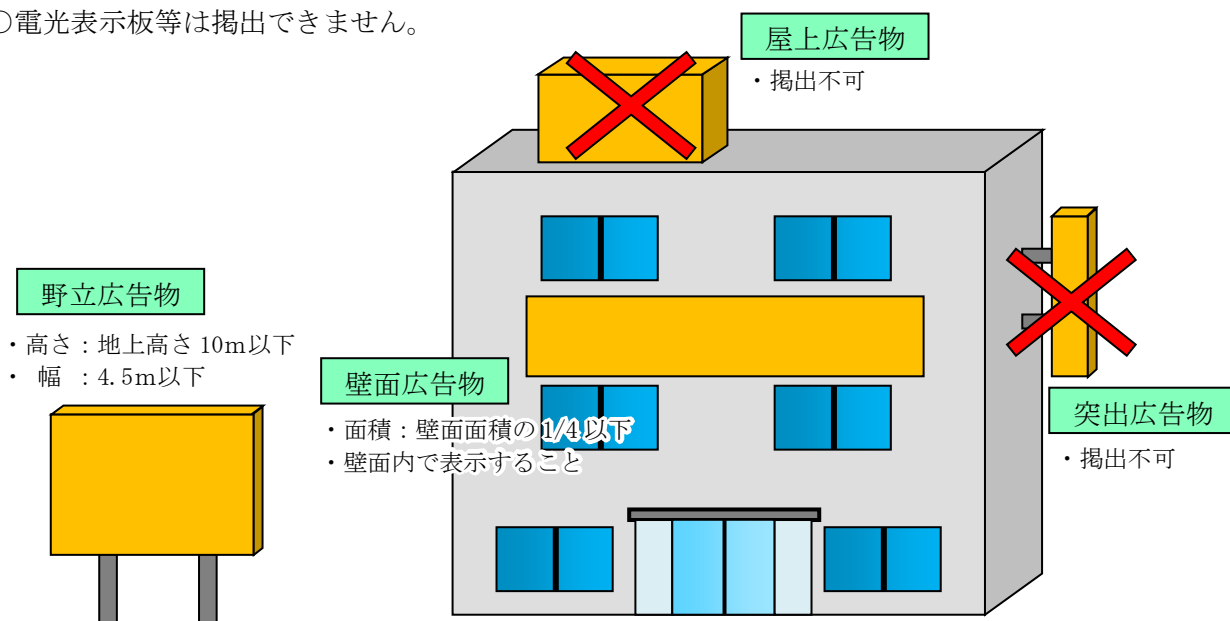 ○電光表示板等は掲出できません。
屋上広告物
・掲出不可
野立広告物
・高さ：地上高さ 10m以下
・ 幅 ：4.5m以下
壁面広告物
・面積：壁面面積の1/4以下
・壁面内で表示すること
突出広告物
・掲出不可